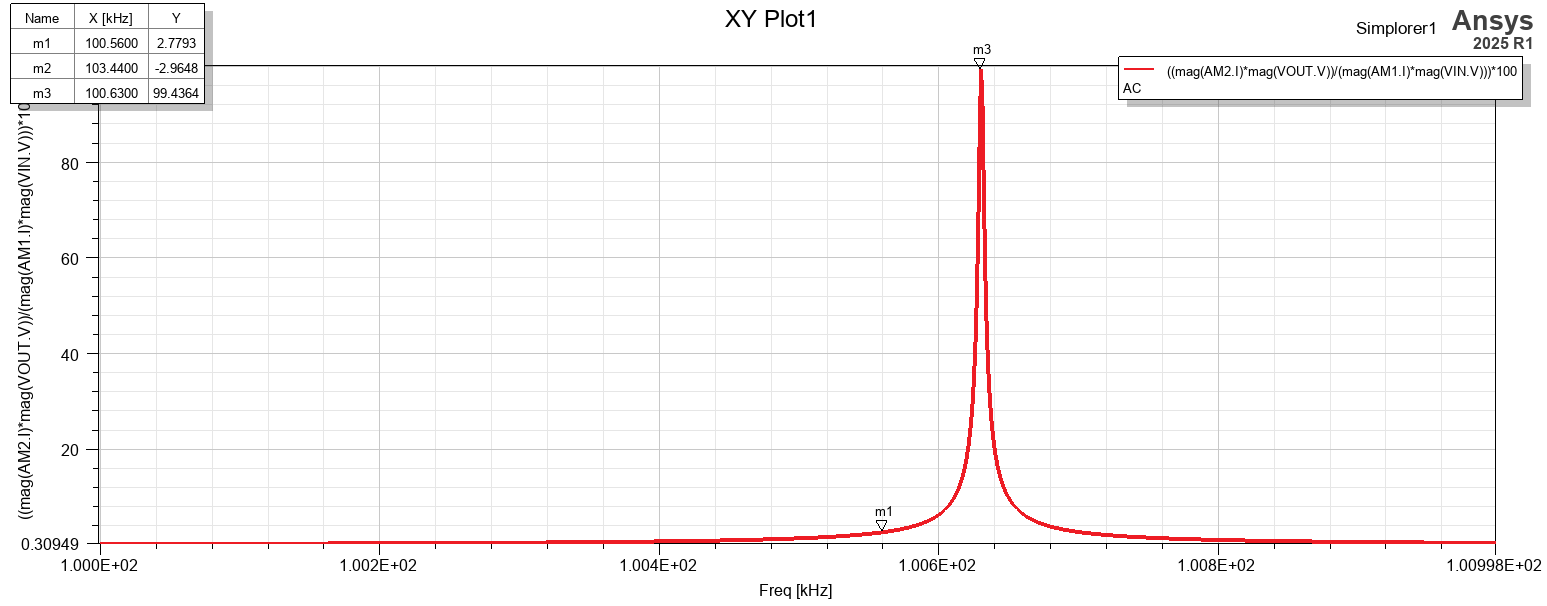 XY Plot1
Simplorer1
Ansys
2025 R1
Name X [kHz] Y
m1 100.5600 2.7793
m2 103.4400 -2.9648
m3 100.6300 99.4364
m3
((mag(AM2.I)*mag(VOUT.V))/(mag(AM1.I)*mag(VIN.V)))*100
AC
((mag(AM2.I)*mag(VOUT.V))/(mag(AM1.I)*mag(VIN.V)))*10
80
60
40
20
0.30949
m1
1.000E+02 1.002E+02 1.004E+02 1.006E+02 1.008E+02 1.00998E+02
Freq [kHz]